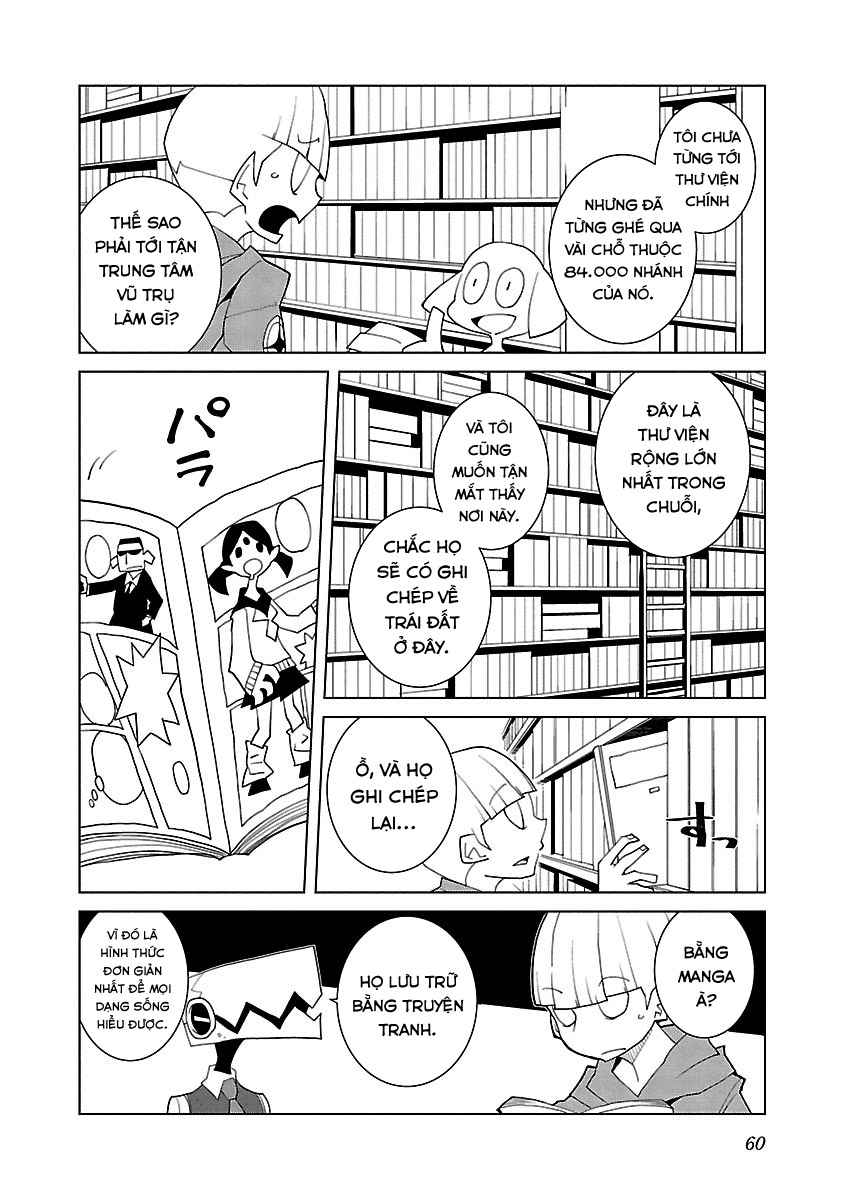 TÔI CHƯA
TỪNG TỚI
THƯ VIỆN
CHÍNH
NHƯNG ĐÃ
TỪNG GHÉ QUA
VÀI CHỖ THUỘC
84.000 NHÁNH
CỦA NÓ.
THẾ SAO
PHẢI TỚI TẬN
TRUNG TÂM
VŨ TRỤ
LÀM GÌ?
ĐÂY LÀ
THƯ VIỆN
RỘNG LỚN
NHẤT TRONG
CHUỖI,
VÀ TÔI
CŨNG
MUỐN TẬN
MẮT THẤY
NƠI NÀY.
CHẮC HỌ
SẼ CÓ GHI
CHÉP VỀ
TRÁI ĐẤT
Ở ĐÂY.
Ồ, VÀ HỌ
GHI CHÉP
LẠI...
すっ
パラ
BẰNG
MANGA
À?
HỌ LƯU TRỮ
BẰNG TRUYỆN
TRANH.
VÌ ĐÓ LÀ
HÌNH THỨC
ĐƠN GIẢN
NHẤT ĐỂ MỌI
DẠNG SỐNG
HIỂU ĐƯỢC.
60